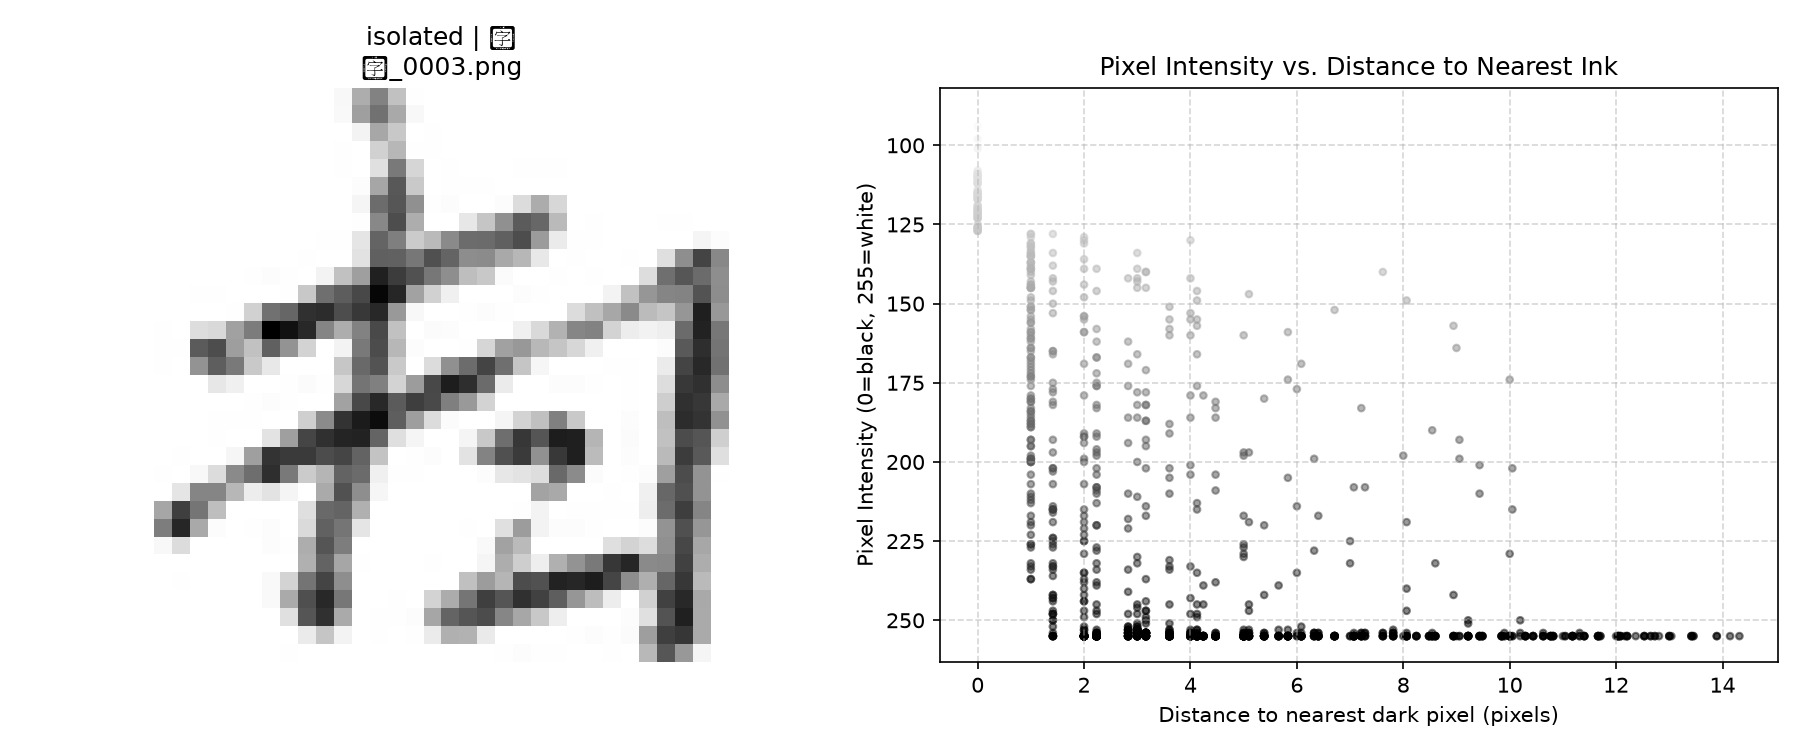 isolated |
_0003.png
扫
Pixel Intensity vs. Distance to Nearest Ink
Pixel Intensity (0=black, 255=white)
100
125
150
175
200
225
250
0 2 4 6 8 10 12 14
Distance to nearest dark pixel (pixels)